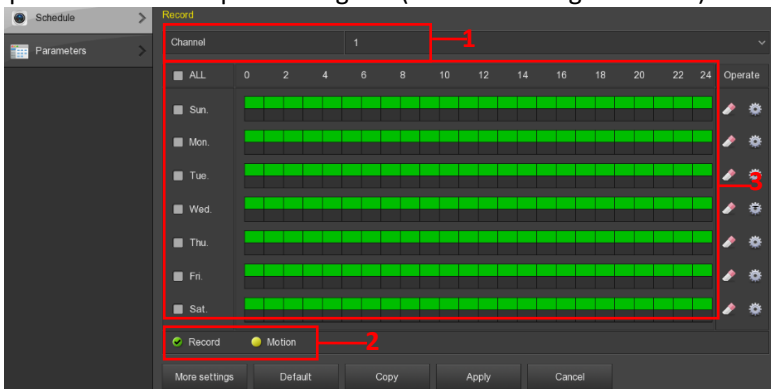 Schedule
Record
Parameters
Channel 1
1
ALL 0 2 4 6 8 10 12 14 16 18 20 22 24 Operate
Sun.
Mon.
Tue.
3
Wed.
Thu.
Fri.
Sat.
Record Motion
2
More settings Default Copy Apply Cancel